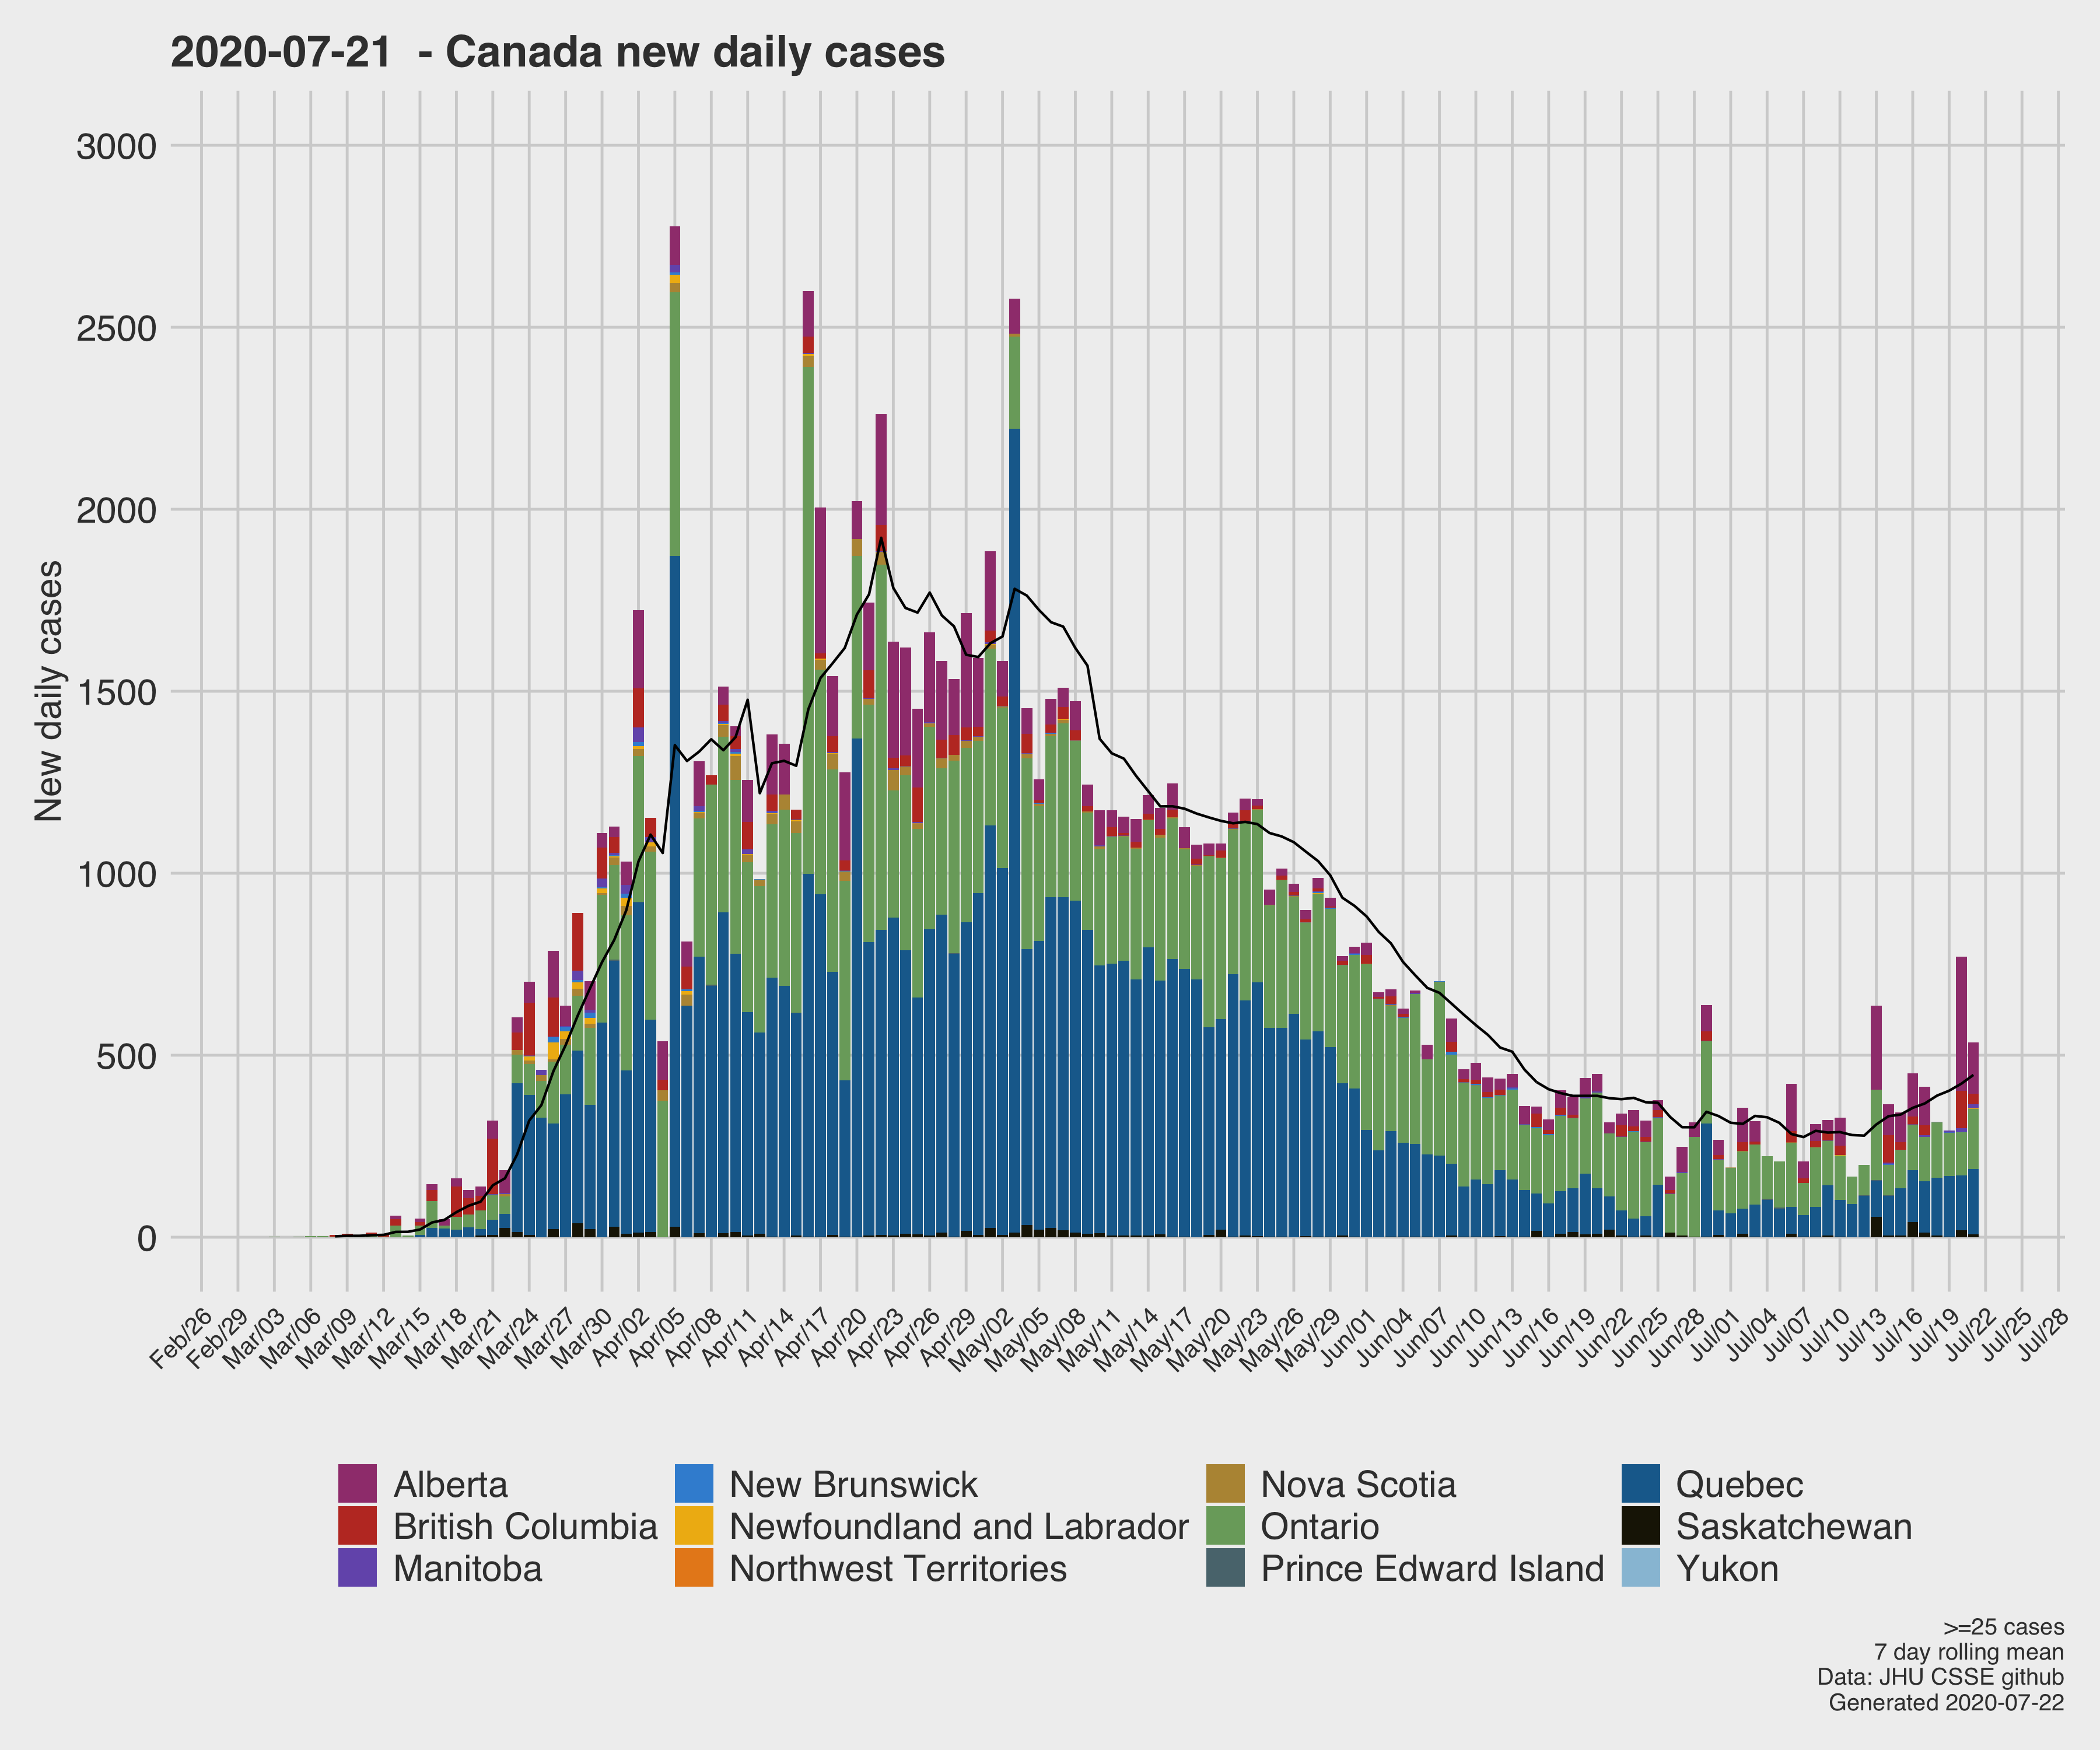 2020-07-21 - Canada new daily cases
New daily cases
3000
2500
2000
1500
1000
500
0
Feb/26
Feb/29
Mar/03
Mar/06
Mar/09
Mar/12
Mar/15
Mar/18
Mar/21
Mar/24
Mar/27
Mar/30
Apr/02
Apr/05
Apr/08
Apr/11
Apr/14
Apr/17
Apr/20
Apr/23
Apr/26
Apr/29
May/02
May/05
May/08
May/11
May/14
May/17
May/20
May/23
May/26
May/29
Jun/01
Jun/04
Jun/07
Jun/10
Jun/13
Jun/16
Jun/19
Jun/22
Jun/25
Jun/28
Jul/01
Jul/04
Jul/07
Jul/10
Jul/13
Jul/16
Jul/19
Jul/22
Jul/25
Jul/28
Alberta
British Columbia
Manitoba
New Brunswick
Newfoundland and Labrador
Northwest Territories
Nova Scotia
Ontario
Prince Edward Island
Quebec
Saskatchewan
Yukon
>=25 cases
7 day rolling mean
Data: JHU CSSE github
Generated 2020-07-22